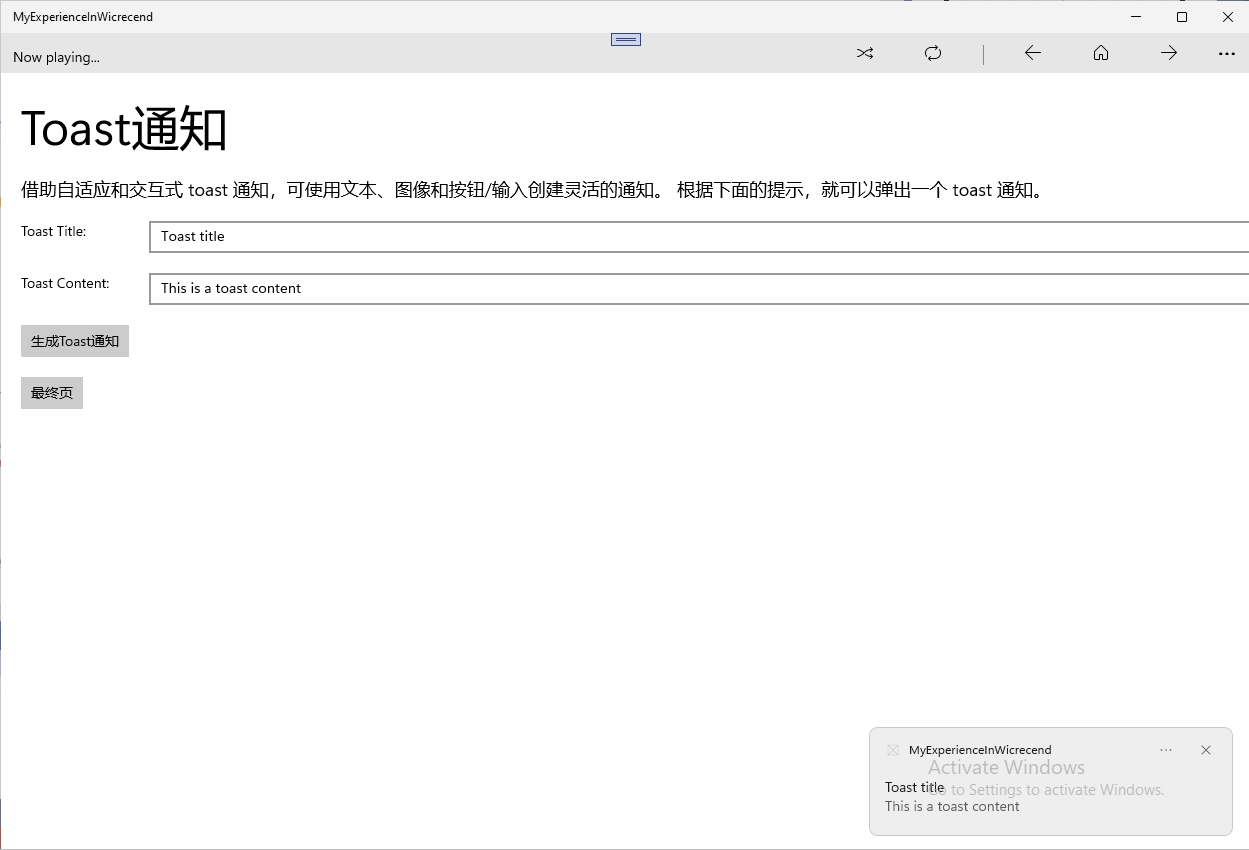 MyExperienceInWicrecend
Now playing...
Toast通知
借助自适应和交互式 toast 通知，可使用文本、图像和按钮/输入创建灵活的通知。 根据下面的提示，就可以弹出一个 toast 通知。
Toast Title:
Toast title
Toast Content:
This is a toast content
生成Toast通知
最终页
MyExperienceInWicrecend
Activate Windows
Toast title
Go to Settings to activate Windows.
This is a toast content